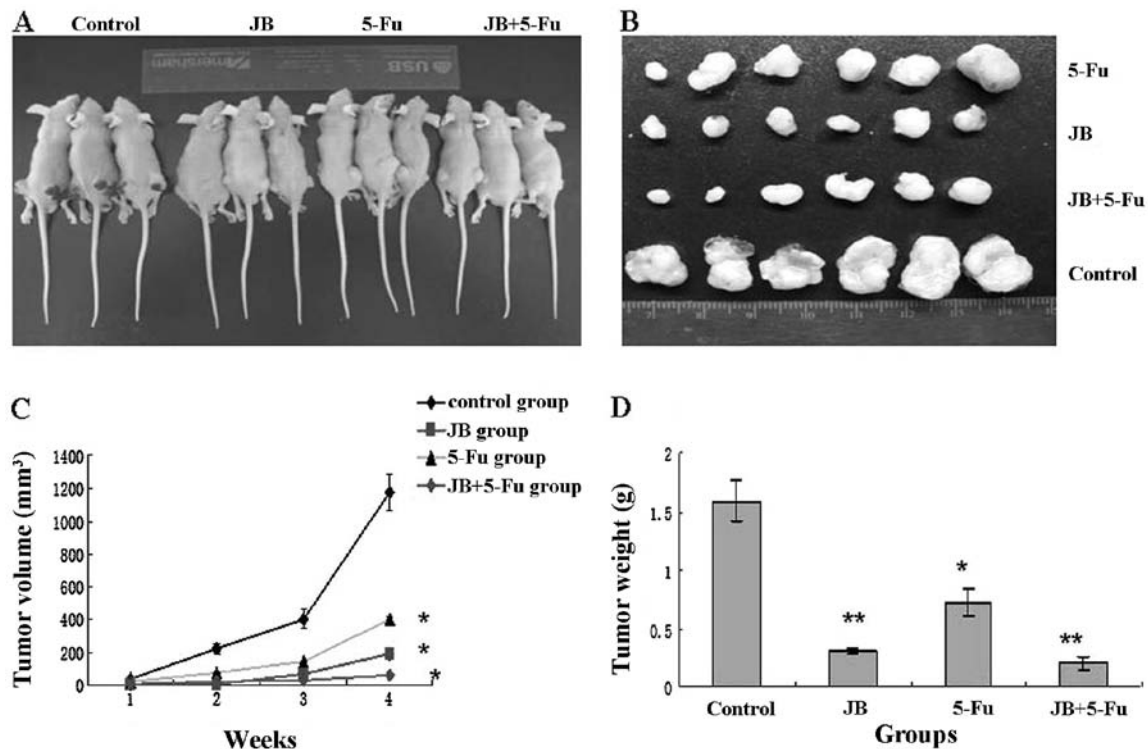 A
Control JB 5-Fu JB+5-Fu
USB
Amersham
B
5-Fu
JB
JB+5-Fu
Control
C
control group
JB group
5-Fu group
JB+5-Fu group
Tumor volume (mm³)
1400
1200
1000
800
600
400
200
0
1 2 3 4
* 
*
*
Weeks
D
Tumor weight (g)
2
1.5
1
0.5
0
**
*
**
Control JB 5-Fu JB+5-Fu
Groups